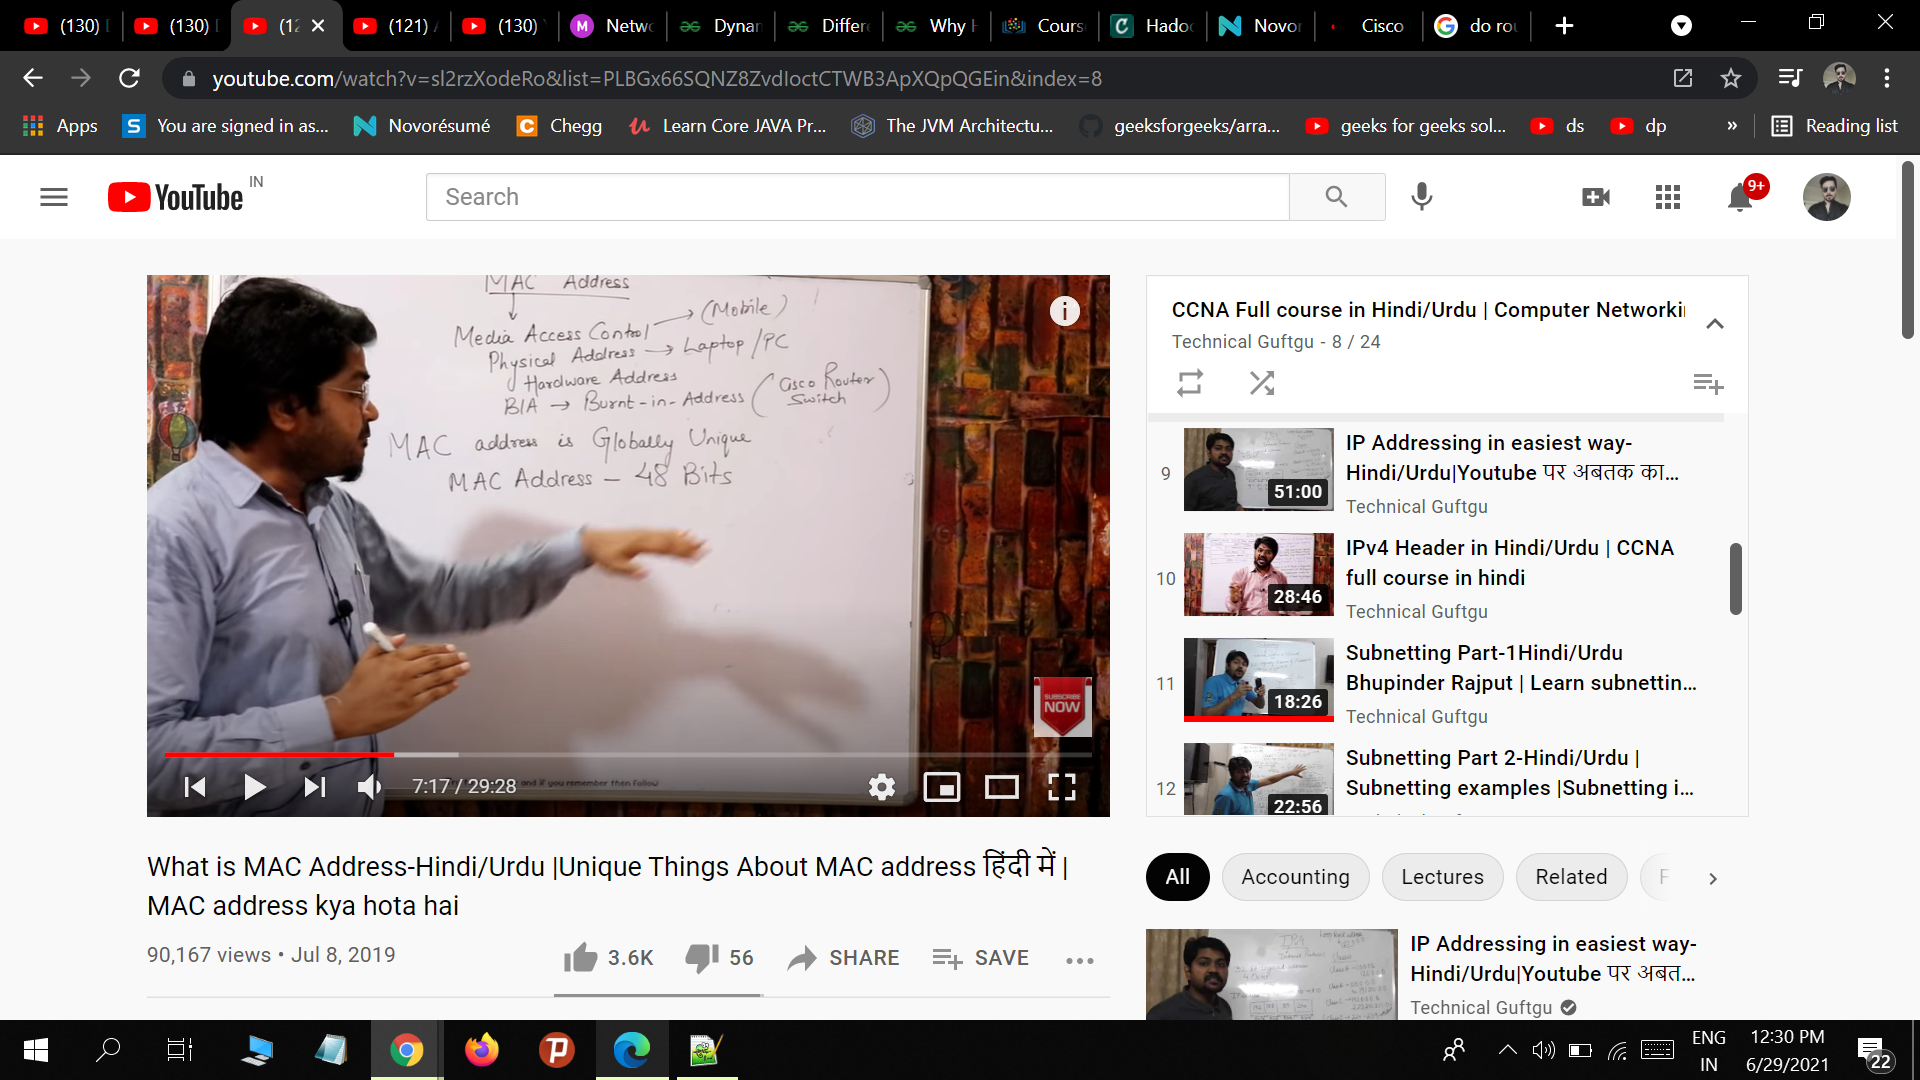 (130)
(130)
(12
(121)
(130)
Netw
Dynan
Differ
Why
Cours
Hado
Novor
Cisco
do rou
youtube.com/watch?v=sl2rzXodeRo&list=PLBGx66SQNZ8ZvdIoctCTWB3ApXQpQGEin&index=8
Apps
You are signed in as...
Novorésumé
Chegg
Learn Core JAVA Pr...
The JVM Architectu...
geeksforgeeks/arra...
geeks for geeks sol...
ds
dp
»
Reading list
YouTube IN
Search
9+
MAC Address
Media Access Control → (Mobile)
Physical Address → Laptop/PC
Hardware Address
BIA → Burnt-in-Address (Cisco Router Switch)
MAC address is Globally Unique
MAC Address - 48 Bits
SUBSCRIBE
NOW
7:17 / 29:28
and if you remember then follow
CCNA Full course in Hindi/Urdu | Computer Networki
Technical Guftgu - 8 / 24
9
51:00
IP Addressing in easiest way-
Hindi/Urdu|Youtube पर अबतक का...
Technical Guftgu
10
28:46
IPv4 Header in Hindi/Urdu | CCNA
full course in hindi
Technical Guftgu
11
18:26
Subnetting Part-1Hindi/Urdu
Bhupinder Rajput | Learn subnettin...
Technical Guftgu
12
22:56
Subnetting Part 2-Hindi/Urdu |
Subnetting examples |Subnetting i...
What is MAC Address-Hindi/Urdu |Unique Things About MAC address हिंदी में |
MAC address kya hota hai
90,167 views • Jul 8, 2019
3.6K
56
SHARE
SAVE
All
Accounting
Lectures
Related
IP Addressing in easiest way-
Hindi/Urdu|Youtube पर अबत...
Technical Guftgu
ENG
IN
12:30 PM
6/29/2021
22